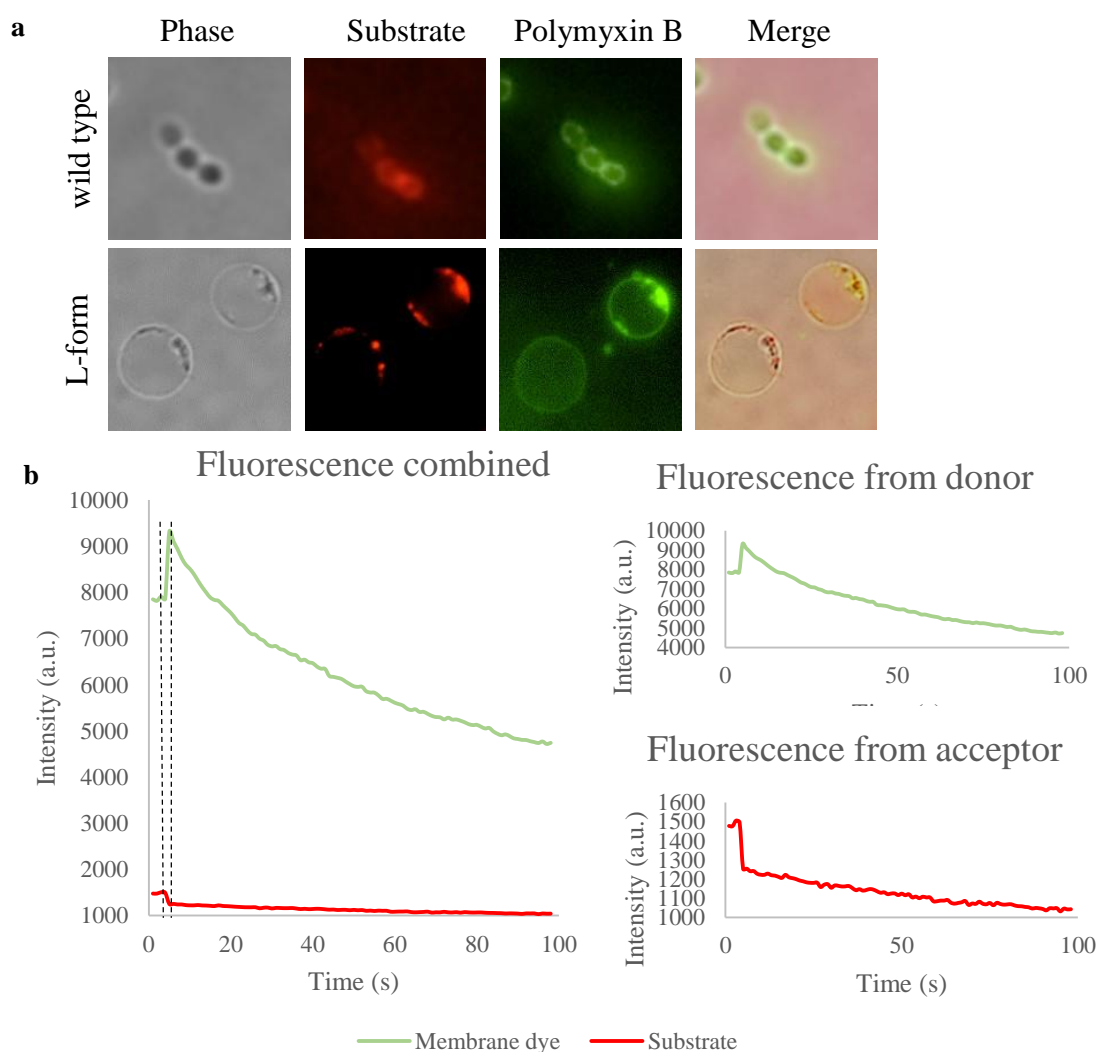 a
Phase Substrate Polymyxin B Merge
wild type
L-form
b
Fluorescence combined
10000
9000
8000
7000
6000
5000
4000
3000
2000
1000
Intensity (a.u.)
0 20 40 60 80 100
Time (s)
Fluorescence from donor
10000
9000
8000
7000
6000
5000
4000
Intensity (a.u.)
0 50 100
Fluorescence from acceptor
1600
1500
1400
1300
1200
1100
1000
Intensity (a.u.)
0 50 100
Time (s)
Membrane dye Substrate